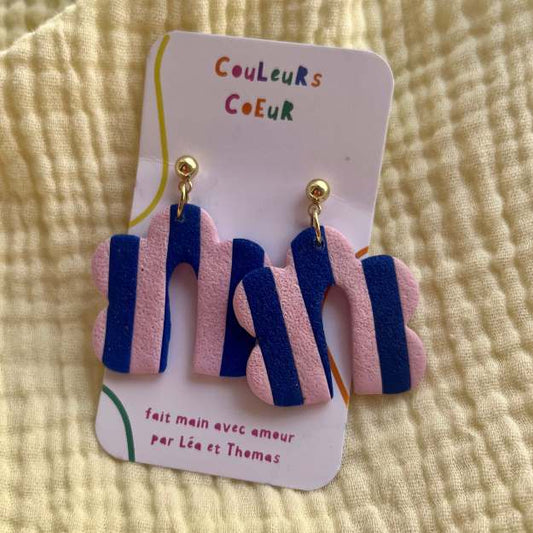 COULEURS
COEUR
fait main avec amour
par Léa et Thomas